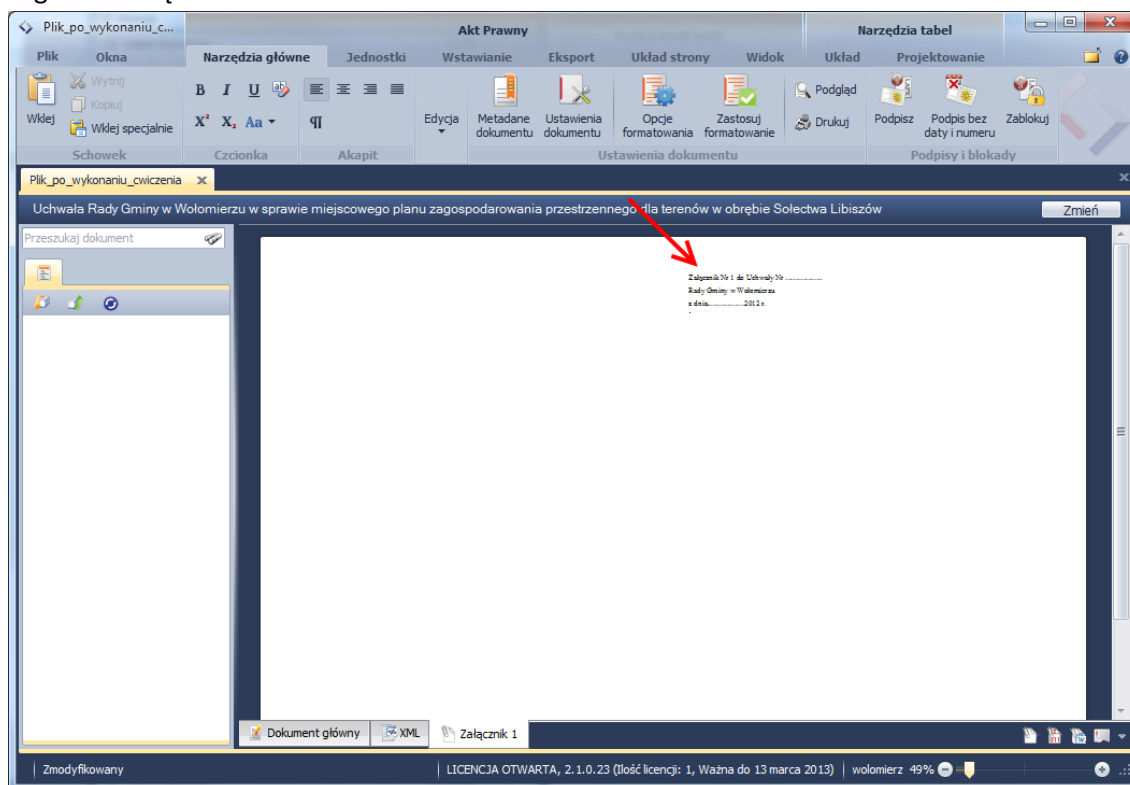 Plik_po_wykonaniu_c...
Akt Prawny
Narzędzia tabel
Plik Okna Narzędzia główne Jednostki Wstawianie Eksport Układ strony Widok Układ Projektowanie
Wklej
Wytnij
Kopiuj
Wklej specjalnie
B I U
X² X₂ Aa
Edycja
Metadane dokumentu
Ustawienia dokumentu
Opcje formatowania
Zastosuj formatowanie
Podgląd
Drukuj
Podpisz
Podpis bez daty i numeru
Zablokuj
Schowek Czcionka Akapit Ustawienia dokumentu Podpisy i blokady
Plik_po_wykonaniu_cwiczenia
Uchwała Rady Gminy w Wołomierzu w sprawie miejscowego planu zagospodarowania przestrzennego dla terenów w obrębie Sołectwa Libiszów
Zmień
Przeszukaj dokument
Załącznik Nr 1 do Uchwały Nr ..................
Rady Gminy w Wołomierzu
z dnia.................2012 r.
Dokument główny XML Załącznik 1
Zmodyfikowany
LICENCJA OTWARTA, 2.1.0.23 (Ilość licencji: 1, Ważna do 13 marca 2013) wolomierz 49%